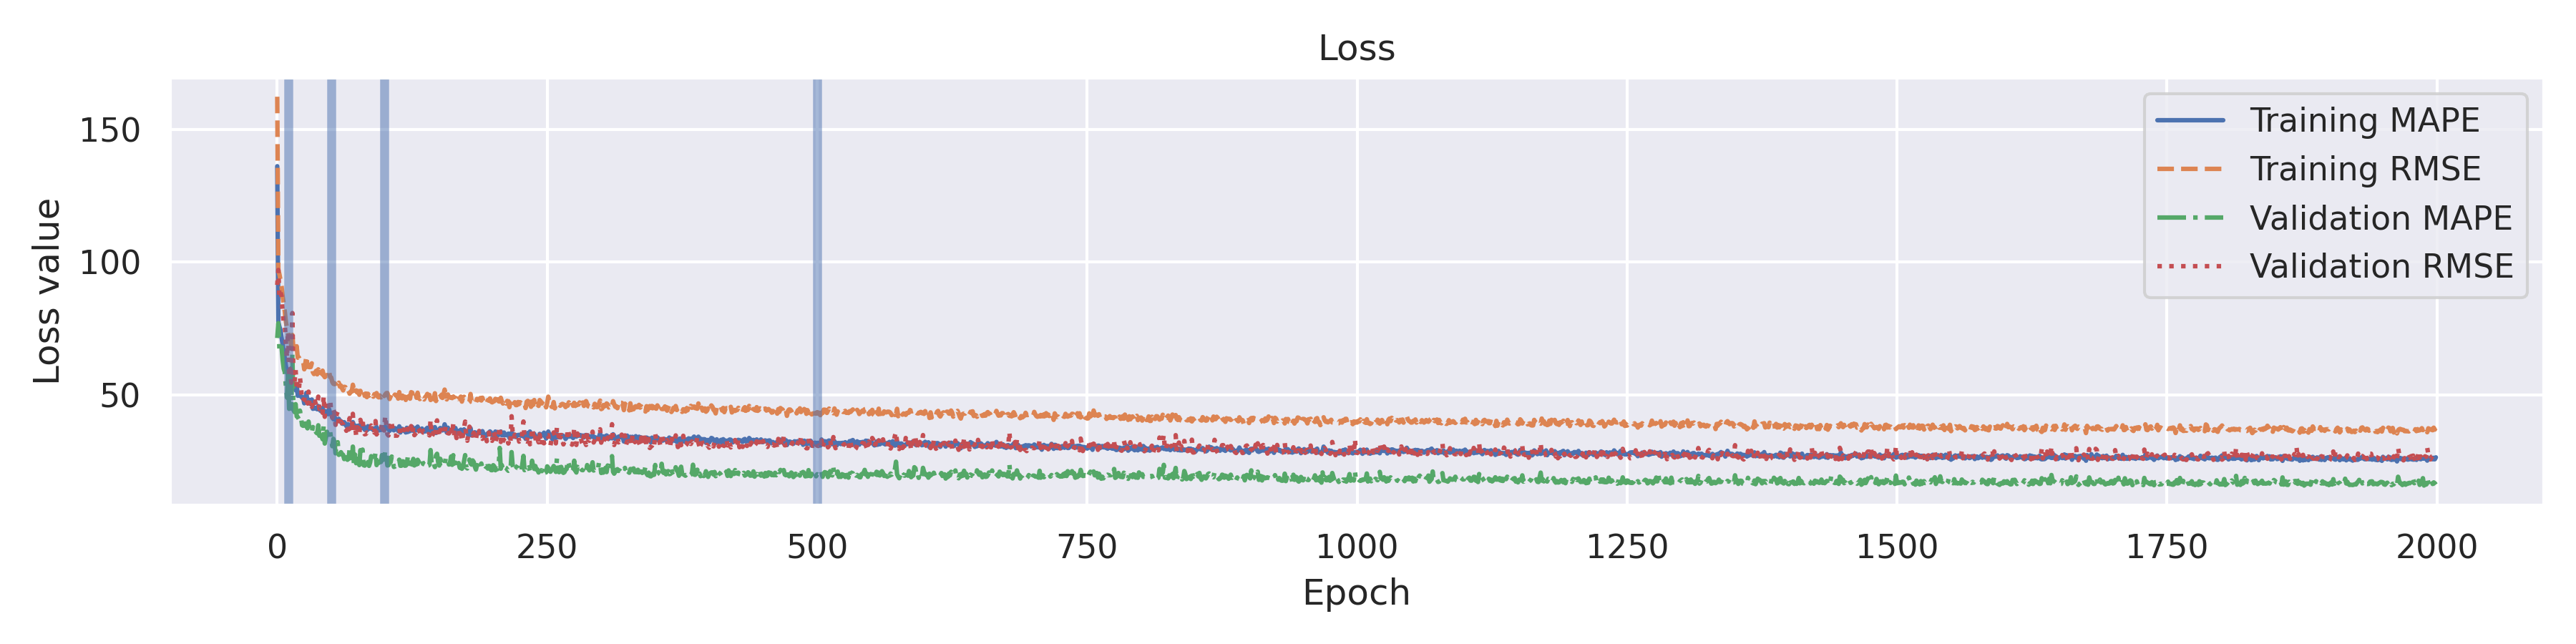 Loss
Loss value
150
100
50
0
250
500
750
1000
1250
1500
1750
2000
Epoch
Training MAPE
Training RMSE
Validation MAPE
Validation RMSE